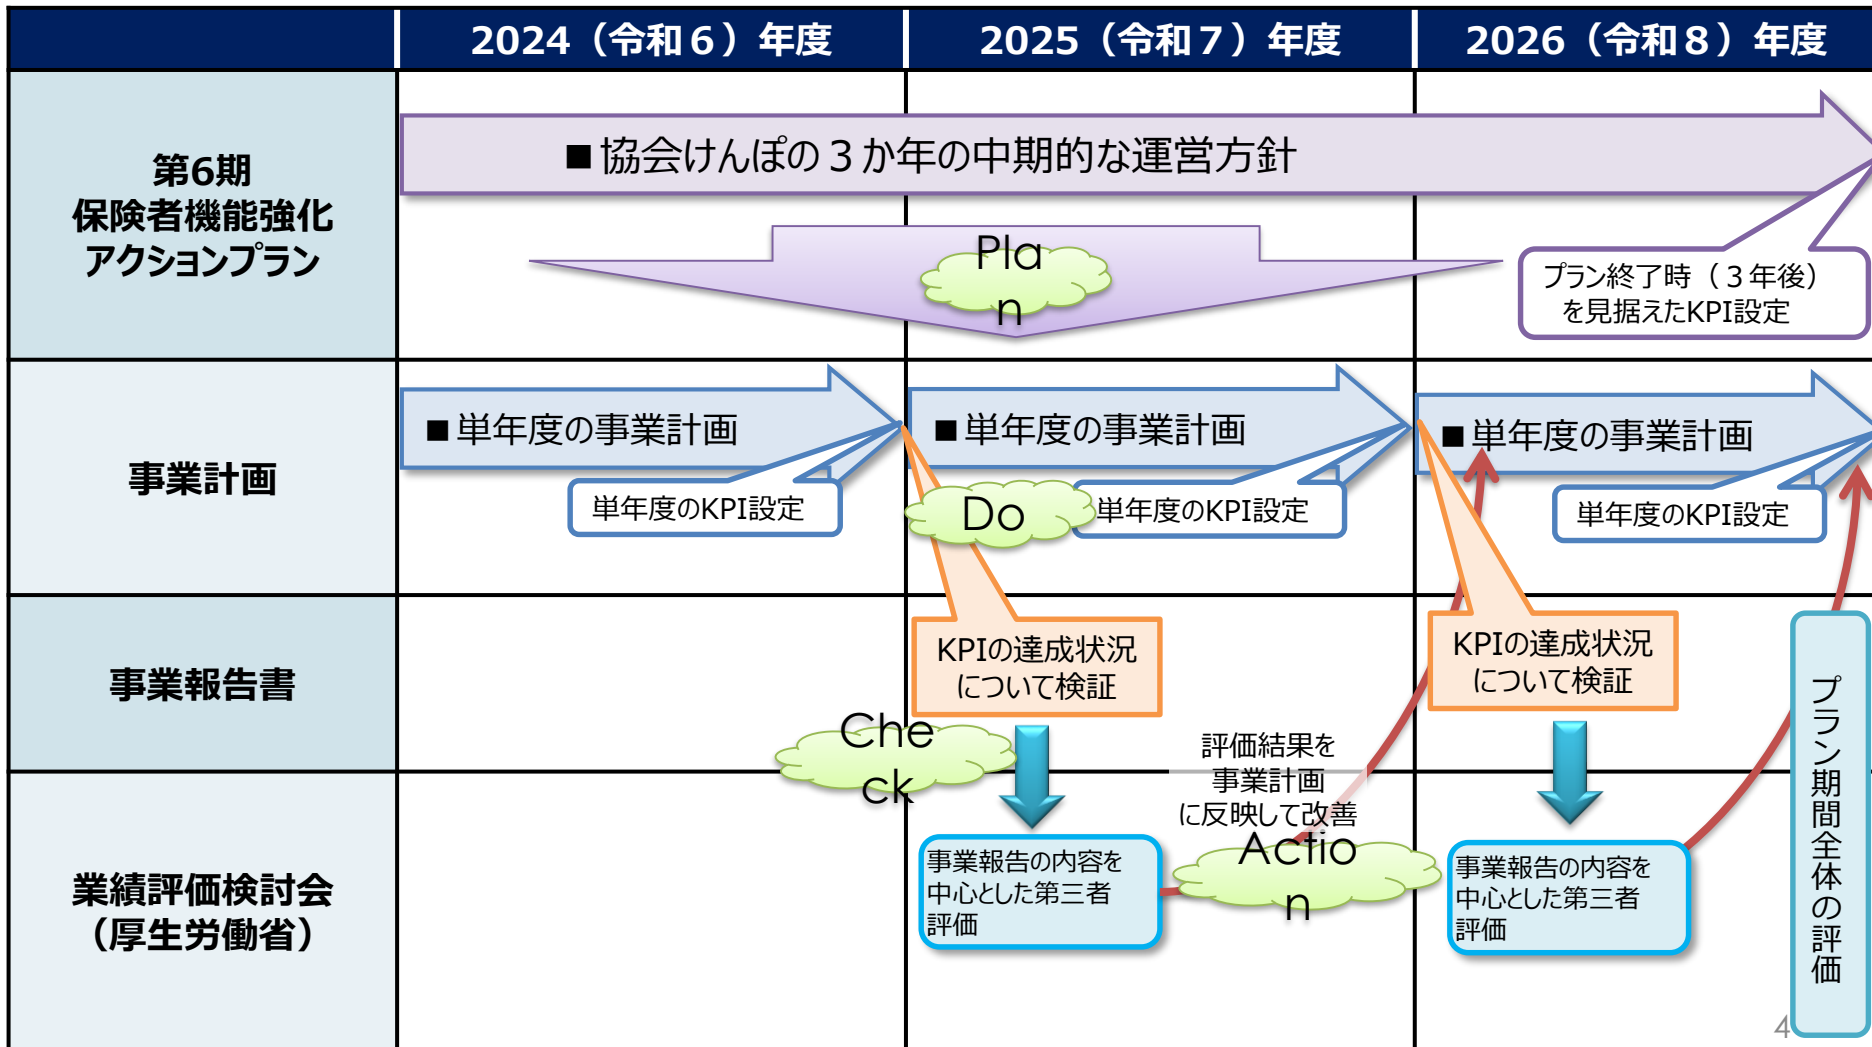 2024（令和６）年度
2025（令和７）年度
2026（令和８）年度
第6期
保険者機能強化
アクションプラン
■協会けんぽの３か年の中期的な運営方針
Pla
n
プラン終了時（３年後）
を見据えたKPI設定
事業計画
■単年度の事業計画
単年度のKPI設定
■単年度の事業計画
Do
単年度のKPI設定
■単年度の事業計画
単年度のKPI設定
事業報告書
KPIの達成状況
について検証
KPIの達成状況
について検証
Che
ck
評価結果を
事業計画
に反映して改善
Actio
n
業績評価検討会
（厚生労働省）
事業報告の内容を
中心とした第三者
評価
事業報告の内容を
中心とした第三者
評価
プラン期間全体の評価
4